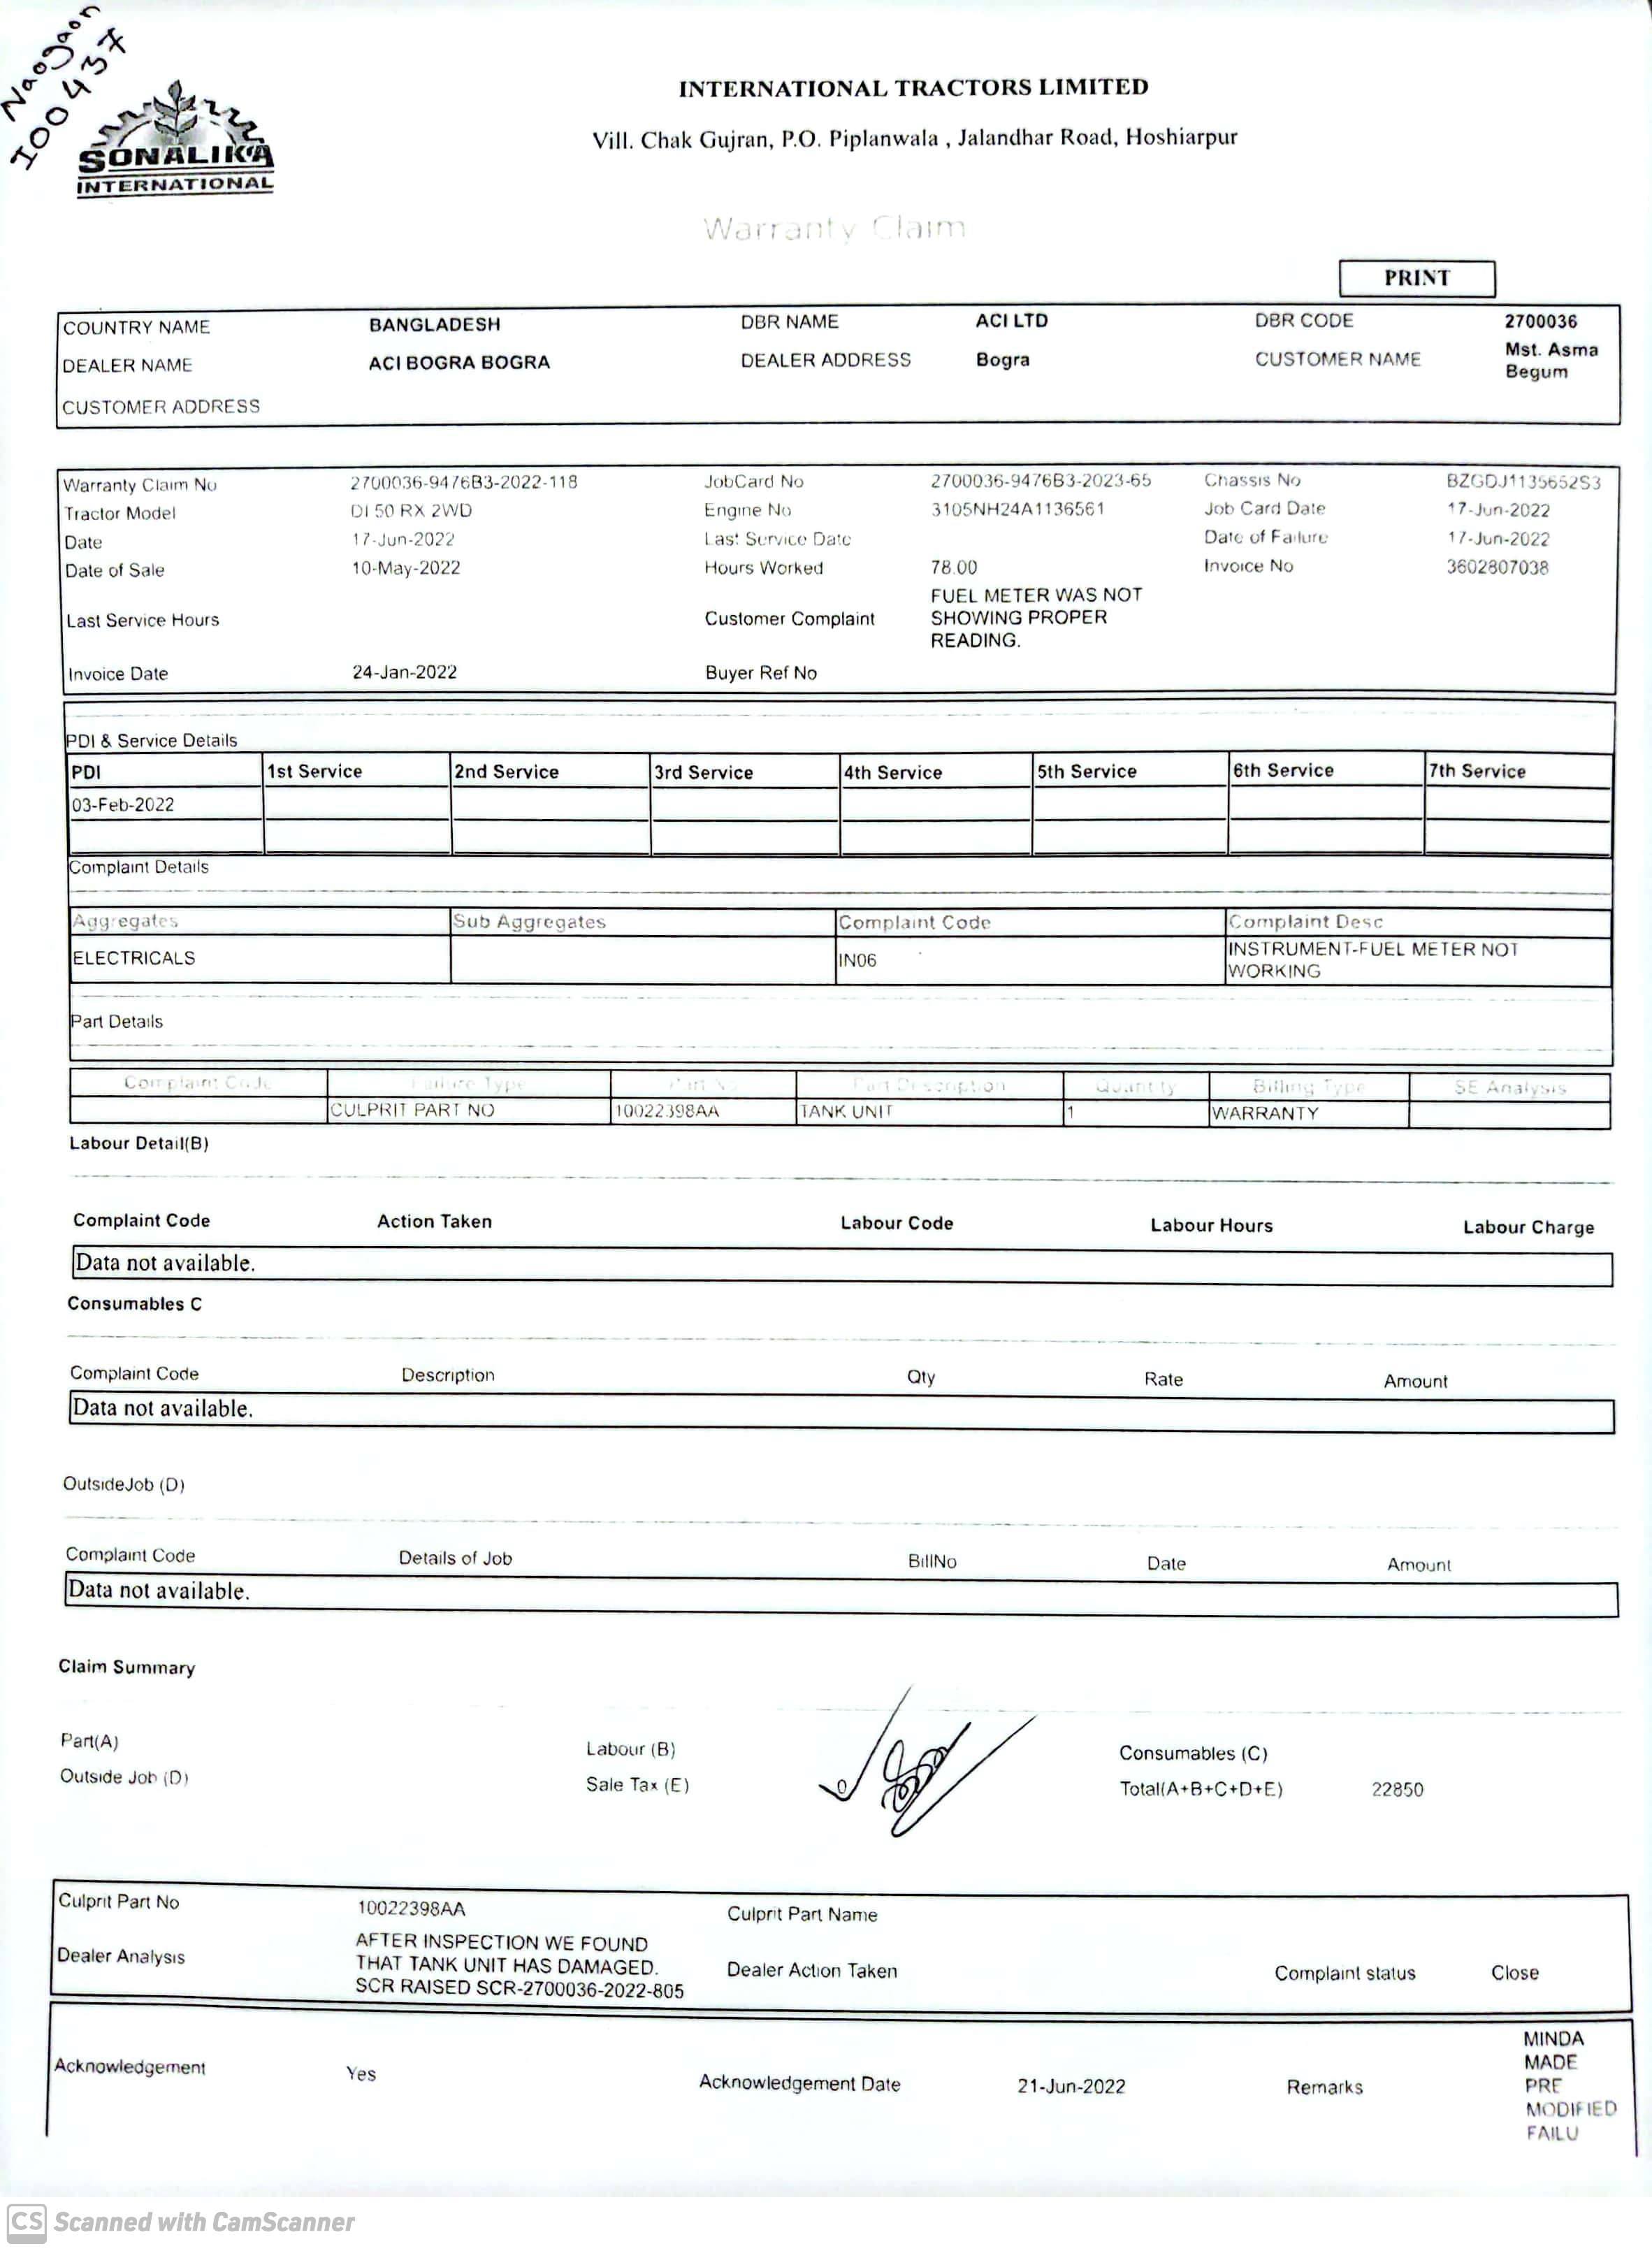 Naogaon
I00437
SONALIKA
INTERNATIONAL
INTERNATIONAL TRACTORS LIMITED
Vill. Chak Gujran, P.O. Piplanwala , Jalandhar Road, Hoshiarpur
Warranty Claim
PRINT
COUNTRY NAME BANGLADESH DBR NAME ACI LTD DBR CODE 2700036
DEALER NAME ACI BOGRA BOGRA DEALER ADDRESS Bogra CUSTOMER NAME Mst. Asma Begum
CUSTOMER ADDRESS
Warranty Claim No 2700036-9476B3-2022-118 JobCard No 2700036-9476B3-2023-65 Chassis No BZGDJ1135652S3
Tractor Model DI 50 RX 2WD Engine No 3105NH24A1136561 Job Card Date 17-Jun-2022
Date 17-Jun-2022 Last Service Date Date of Failure 17-Jun-2022
Date of Sale 10-May-2022 Hours Worked 78.00 Invoice No 3602807038
Last Service Hours Customer Complaint FUEL METER WAS NOT
SHOWING PROPER
READING.
Invoice Date 24-Jan-2022 Buyer Ref No
PDI & Service Details
PDI 1st Service 2nd Service 3rd Service 4th Service 5th Service 6th Service 7th Service
03-Feb-2022
Complaint Details
Aggregates Sub Aggregates Complaint Code Complaint Desc
ELECTRICALS IN06 INSTRUMENT-FUEL METER NOT
WORKING
Part Details
Complaint Code Failure Type Part No Part Description Quantity Billing Type SE Analysis
CULPRIT PART NO 10022398AA TANK UNIT 1 WARRANTY
Labour Detail(B)
Complaint Code Action Taken Labour Code Labour Hours Labour Charge
Data not available.
Consumables C
Complaint Code Description Qty Rate Amount
Data not available.
OutsideJob (D)
Complaint Code Details of Job BillNo Date Amount
Data not available.
Claim Summary
Part(A) Labour (B) Consumables (C)
Outside Job (D) Sale Tax (E) Total(A+B+C+D+E) 22850
Culprit Part No 10022398AA Culprit Part Name
Dealer Analysis AFTER INSPECTION WE FOUND
THAT TANK UNIT HAS DAMAGED.
SCR RAISED SCR-2700036-2022-805 Dealer Action Taken Complaint status Close
Acknowledgement Yes Acknowledgement Date 21-Jun-2022 Remarks MINDA
MADE
PRE
MODIFIED
FAILU
CS Scanned with CamScanner